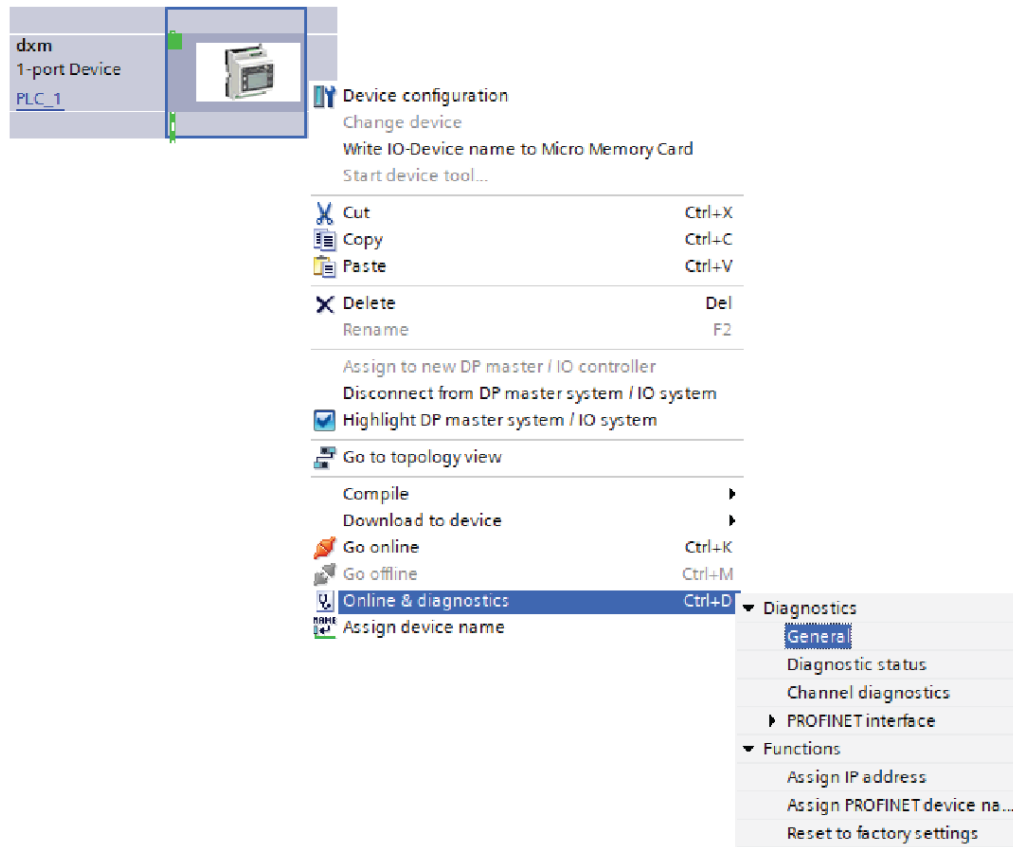 dxm
1-port Device
PLC_1
Device configuration
Change device
Write IO-Device name to Micro Memory Card
Start device tool...
Cut Ctrl+X
Copy Ctrl+C
Paste Ctrl+V
Delete Del
Rename F2
Assign to new DP master / IO controller
Disconnect from DP master system / IO system
Highlight DP master system / IO system
Go to topology view
Compile
Download to device
Go online Ctrl+K
Go offline Ctrl+M
Online & diagnostics Ctrl+D
NAME Assign device name
Diagnostics
General
Diagnostic status
Channel diagnostics
PROFINET interface
Functions
Assign IP address
Assign PROFINET device na...
Reset to factory settings